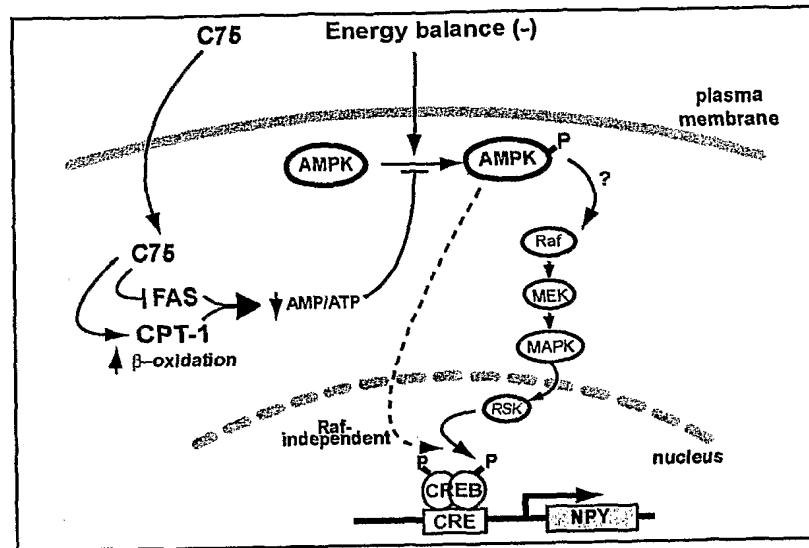 C75
Energy balance (-)
plasma
membrane
AMPK
AMPK
P
?
C75
Raf
FAS
AMP/ATP
MEK
CPT-1
β-oxidation
MAPK
RSK
Raf-
independent
nucleus
P
P
CREB
CRE
NPY